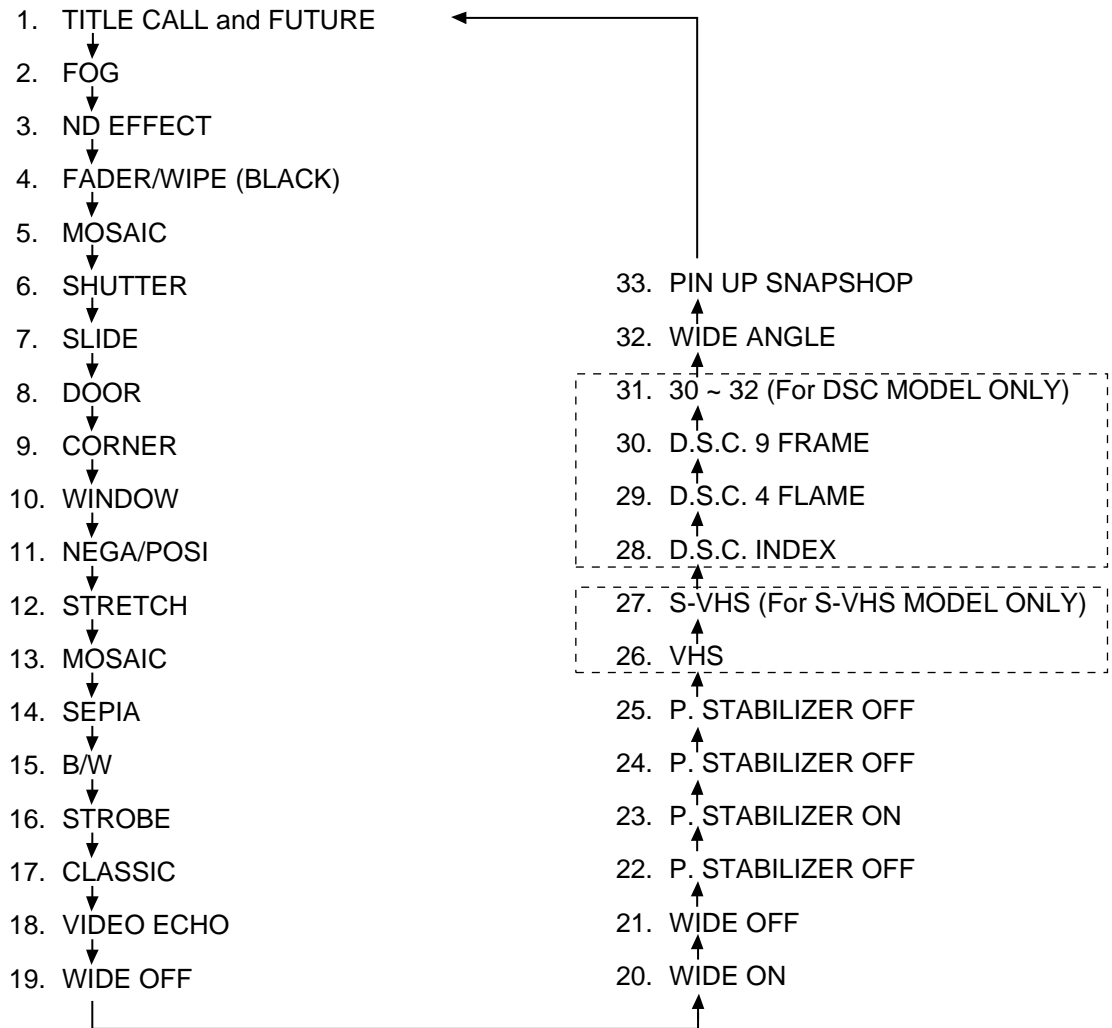 1. TITLE CALL and FUTURE
2. FOG
3. ND EFFECT
4. FADER/WIPE (BLACK)
5. MOSAIC
6. SHUTTER
7. SLIDE
8. DOOR
9. CORNER
10. WINDOW
11. NEGA/POSI
12. STRETCH
13. MOSAIC
14. SEPIA
15. B/W
16. STROBE
17. CLASSIC
18. VIDEO ECHO
19. WIDE OFF
20. WIDE ON
21. WIDE OFF
22. P. STABILIZER OFF
23. P. STABILIZER ON
24. P. STABILIZER OFF
25. P. STABILIZER OFF
26. VHS
27. S-VHS (For S-VHS MODEL ONLY)
28. D.S.C. INDEX
29. D.S.C. 4 FLAME
30. D.S.C. 9 FRAME
31. 30 ~ 32 (For DSC MODEL ONLY)
32. WIDE ANGLE
33. PIN UP SNAPSHOP